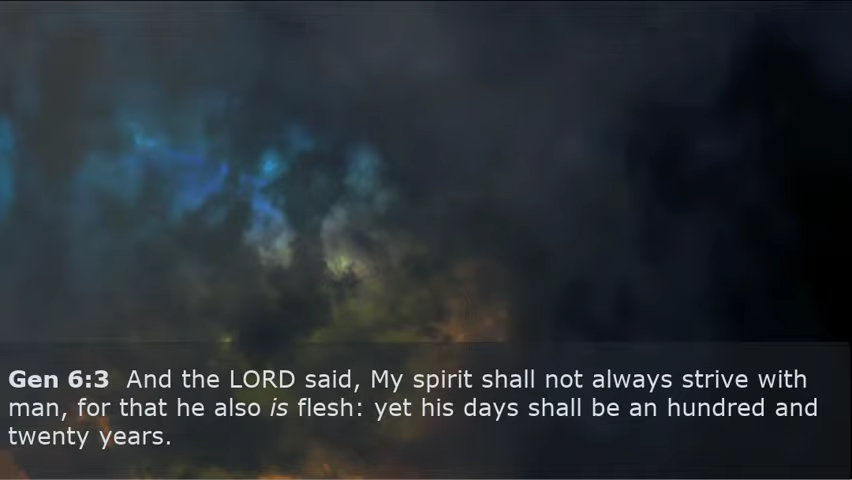 Gen 6:3 And the LORD said, My spirit shall not always strive with
man, for that he also is flesh: yet his days shall be an hundred and
twenty years.